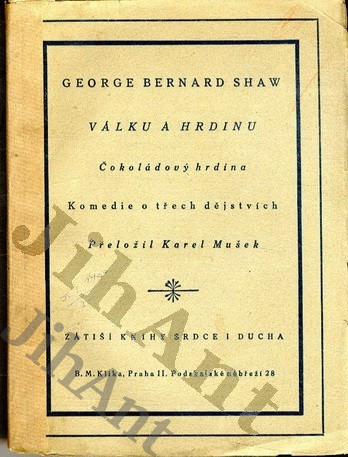 GEORGE BERNARD SHAW
VÁLKU A HRDINU
Čokoládový hrdina
Komedie o třech dějstvích
Přeložil Karel Mušek
ZÁTIŠÍ KNIHY SRDCE I DUCHA
B. M. Klika, Praha II. Podskalské nábřeží 28
JihAnt
JihAnt